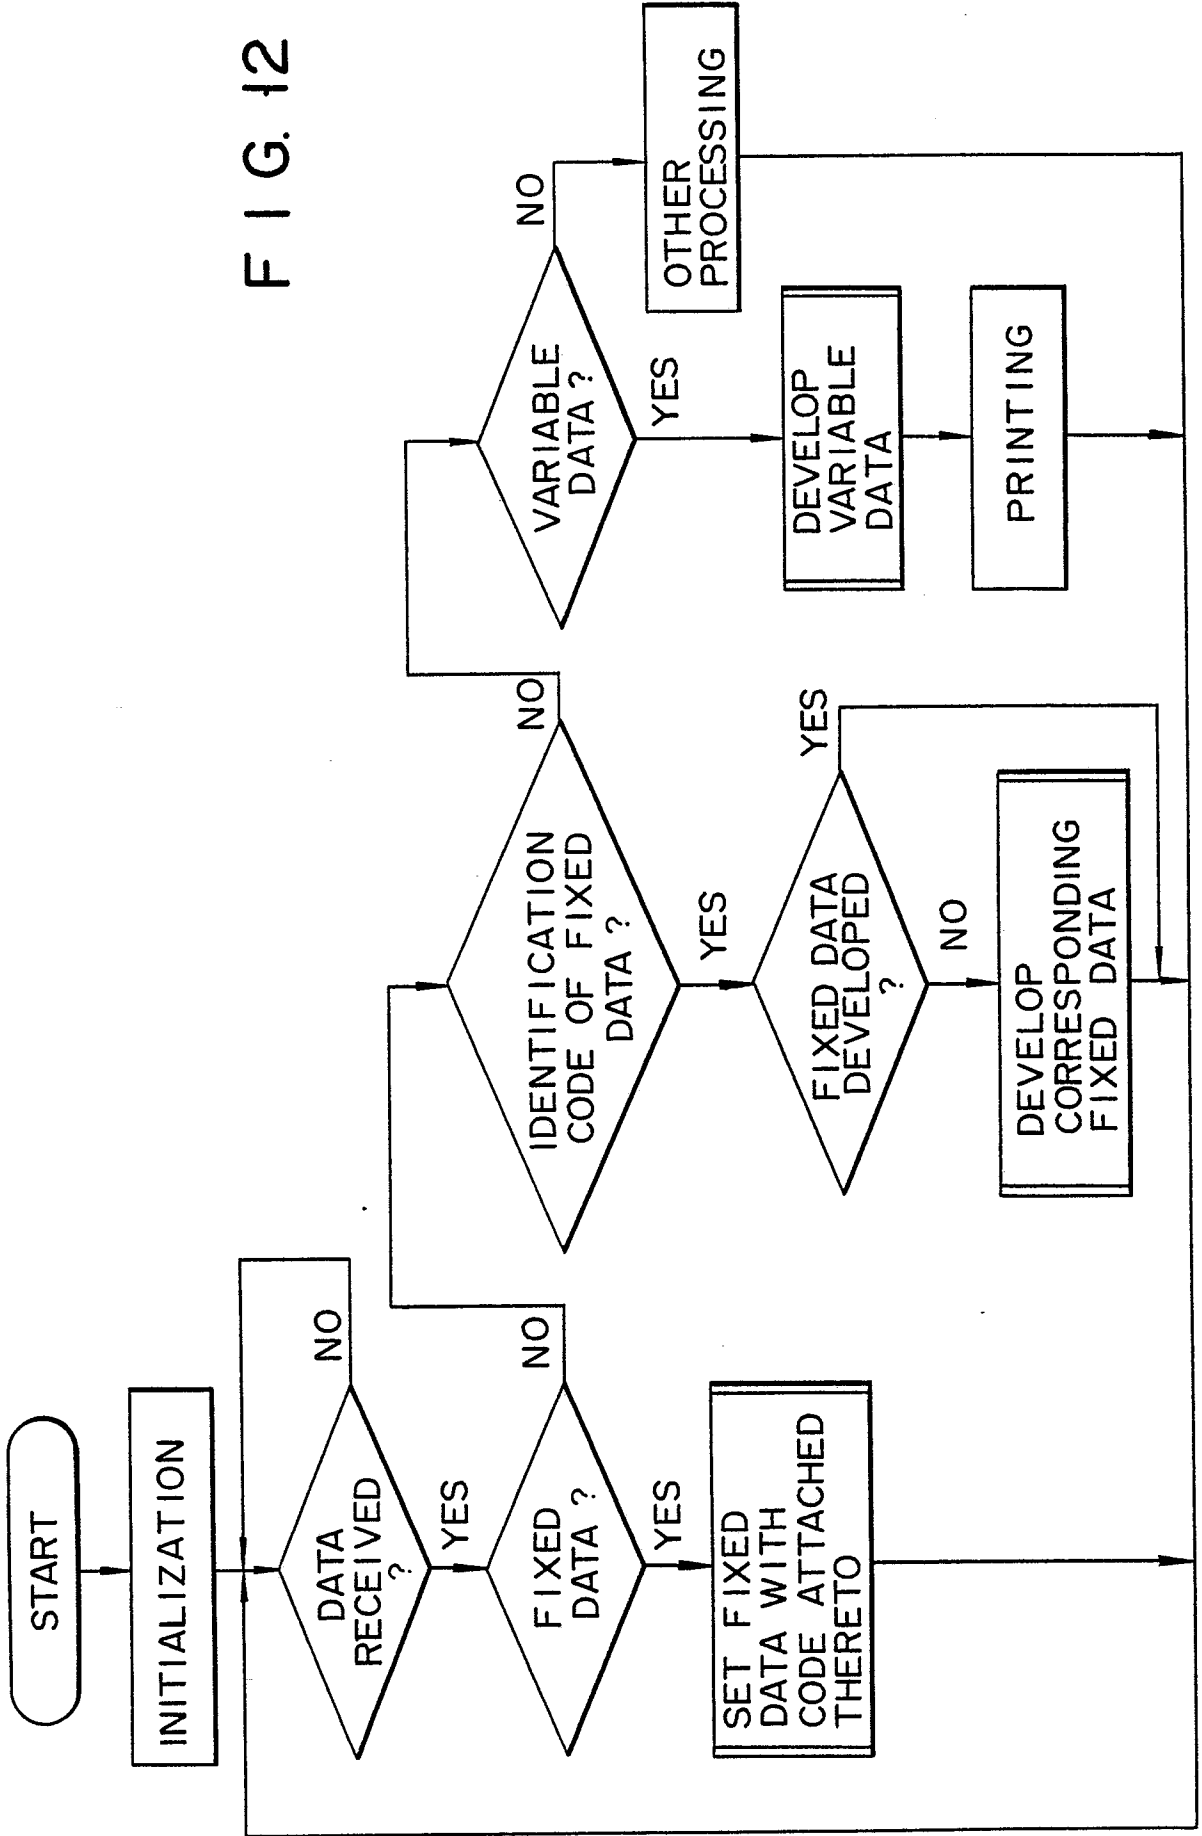 FIG. 12
START
INITIALIZATION
DATA
RECEIVED
?
NO
YES
FIXED
DATA ?
NO
YES
SET FIXED
DATA WITH
CODE ATTACHED
THERETO
IDENTIFICATION
CODE OF FIXED
DATA ?
NO
YES
FIXED DATA
DEVELOPED
?
YES
NO
DEVELOP
CORRESPONDING
FIXED DATA
VARIABLE
DATA ?
NO
YES
DEVELOP
VARIABLE
DATA
PRINTING
OTHER
PROCESSING